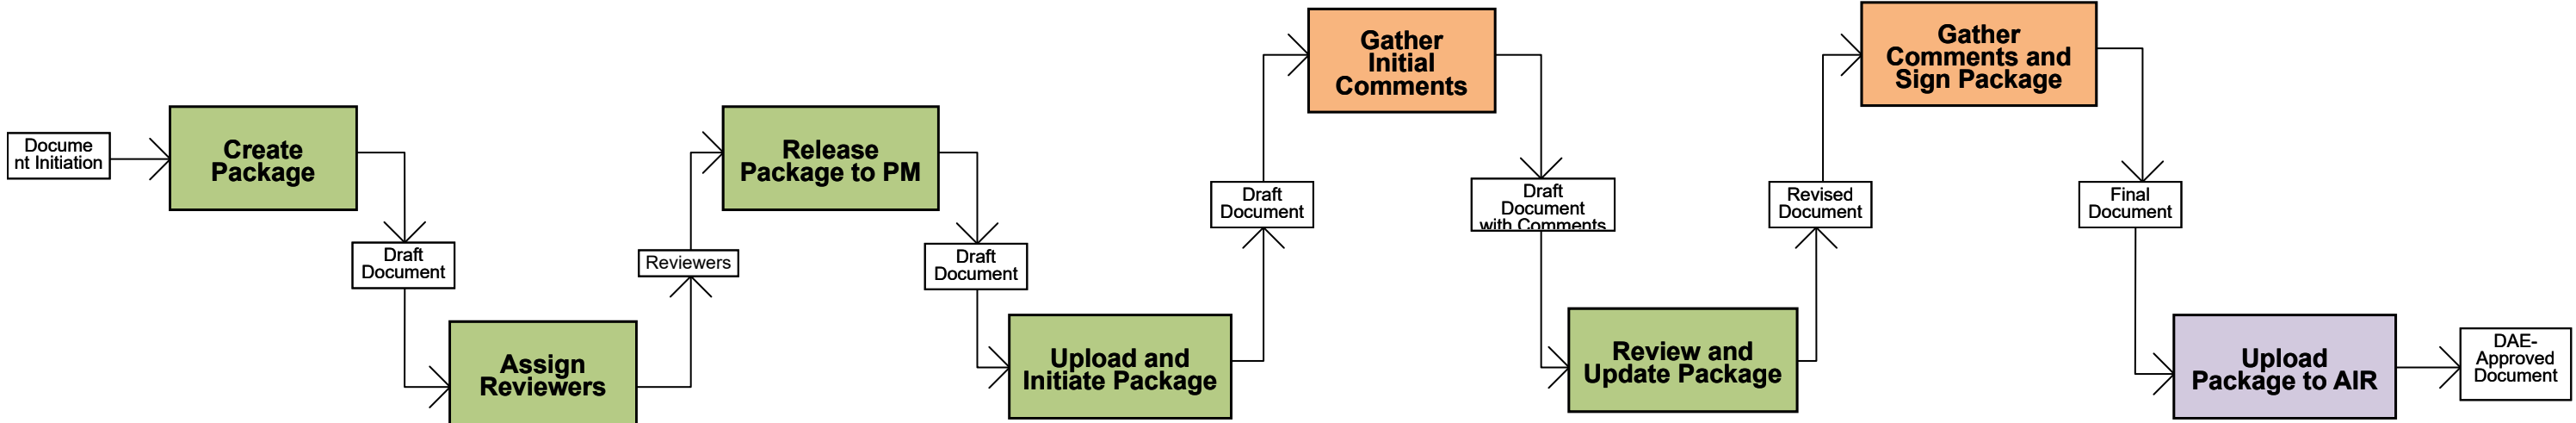 Docume
nt Initiation
Create
Package
Draft
Document
Assign
Reviewers
Reviewers
Release
Package to PM
Draft
Document
Upload and
Initiate Package
Draft
Document
Gather
Initial
Comments
Draft
Document
with Comments
Review and
Update Package
Revised
Document
Gather
Comments and
Sign Package
Final
Document
Upload
Package to AIR
DAE-
Approved
Document